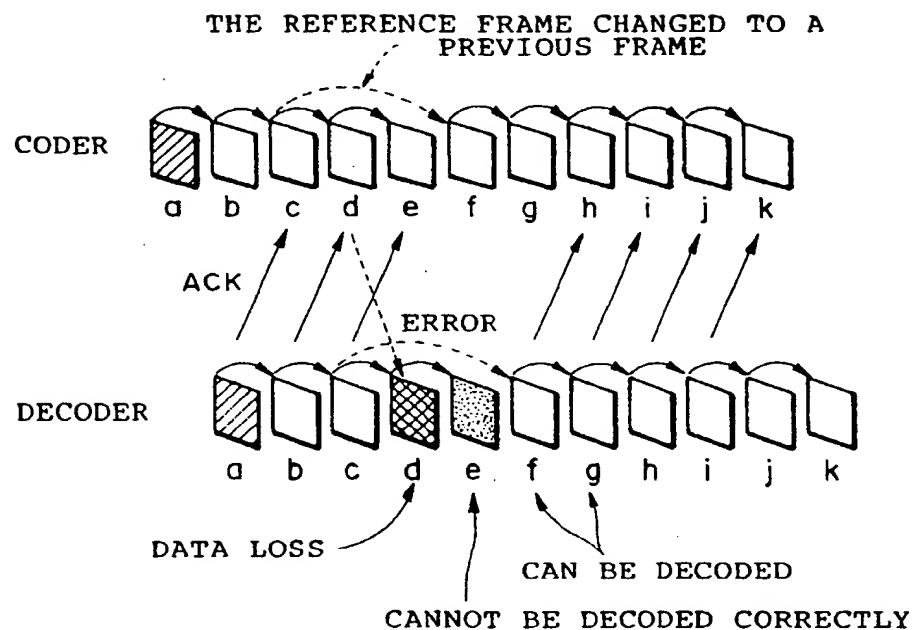 THE REFERENCE FRAME CHANGED TO A
PREVIOUS FRAME
CODER
a b c d e f g h i j k
ACK
ERROR
DECODER
a b c d e f g h i j k
DATA LOSS
CAN BE DECODED
CANNOT BE DECODED CORRECTLY